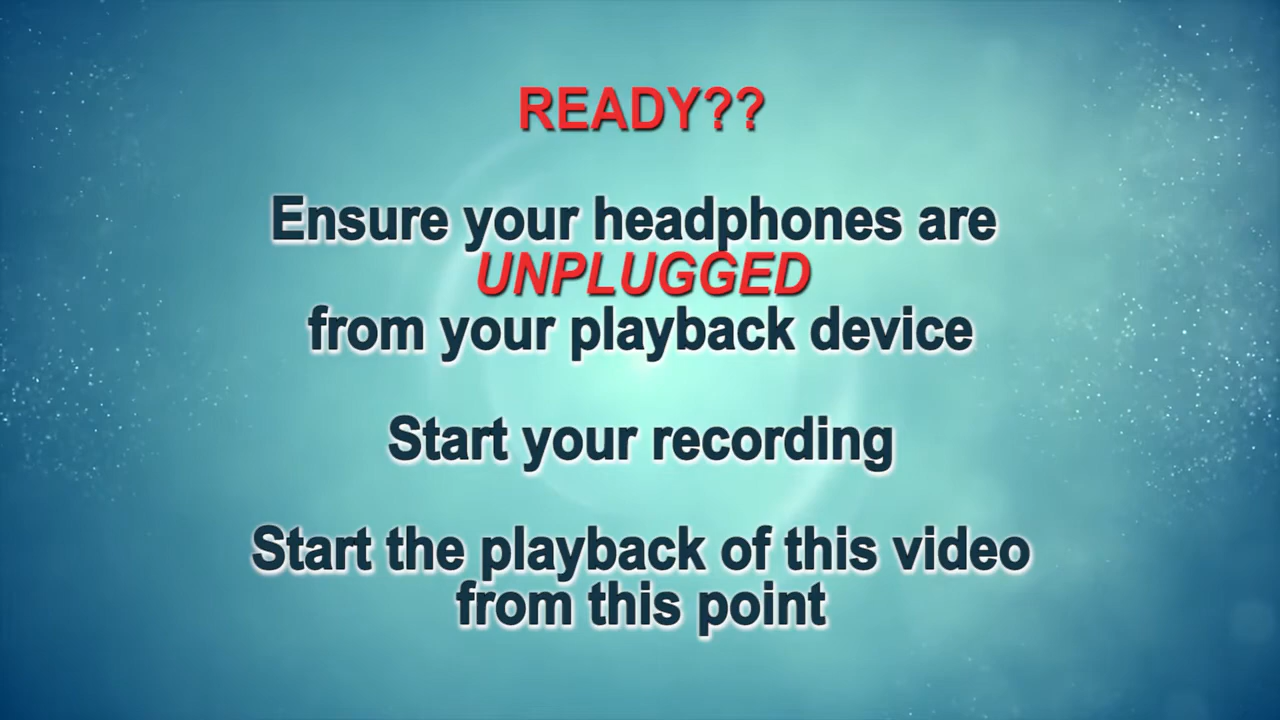 READY??
Ensure your headphones are
UNPLUGGED
from your playback device
Start your recording
Start the playback of this video
from this point